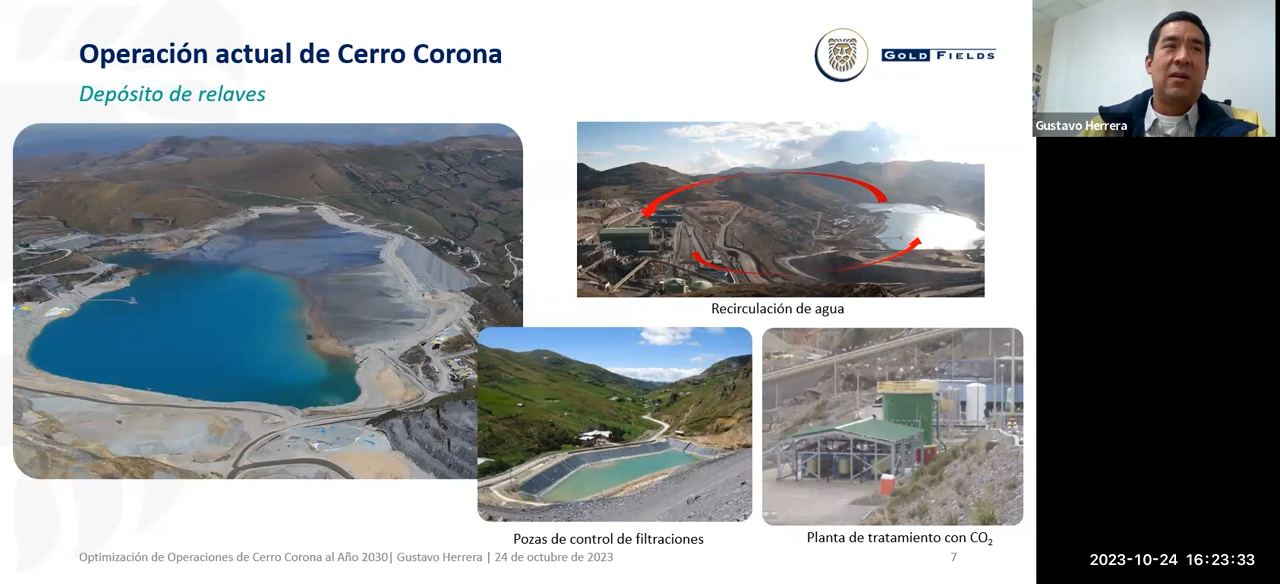 Operación actual de Cerro Corona
Depósito de relaves
GOLD FIELDS
Gustavo Herrera
Recirculación de agua
Pozas de control de filtraciones
Planta de tratamiento con CO₂
Optimización de Operaciones de Cerro Corona al Año 2030| Gustavo Herrera | 24 de octubre de 2023
7
2023-10-24 16:23:33